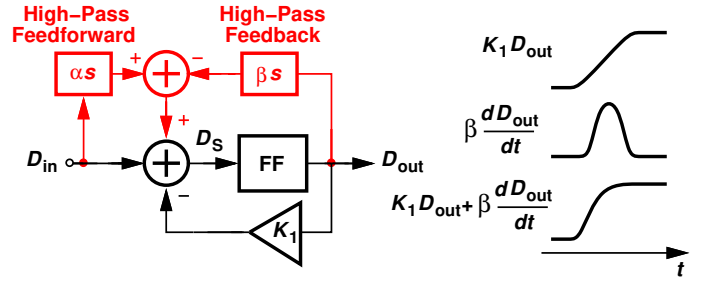 High–Pass
Feedforward
High–Pass
Feedback
αs
+
–
βs
+
D_in
D_S
FF
D_out
–
K_1
K_1 D_out
β dD_out/dt
K_1 D_out + β dD_out/dt
t